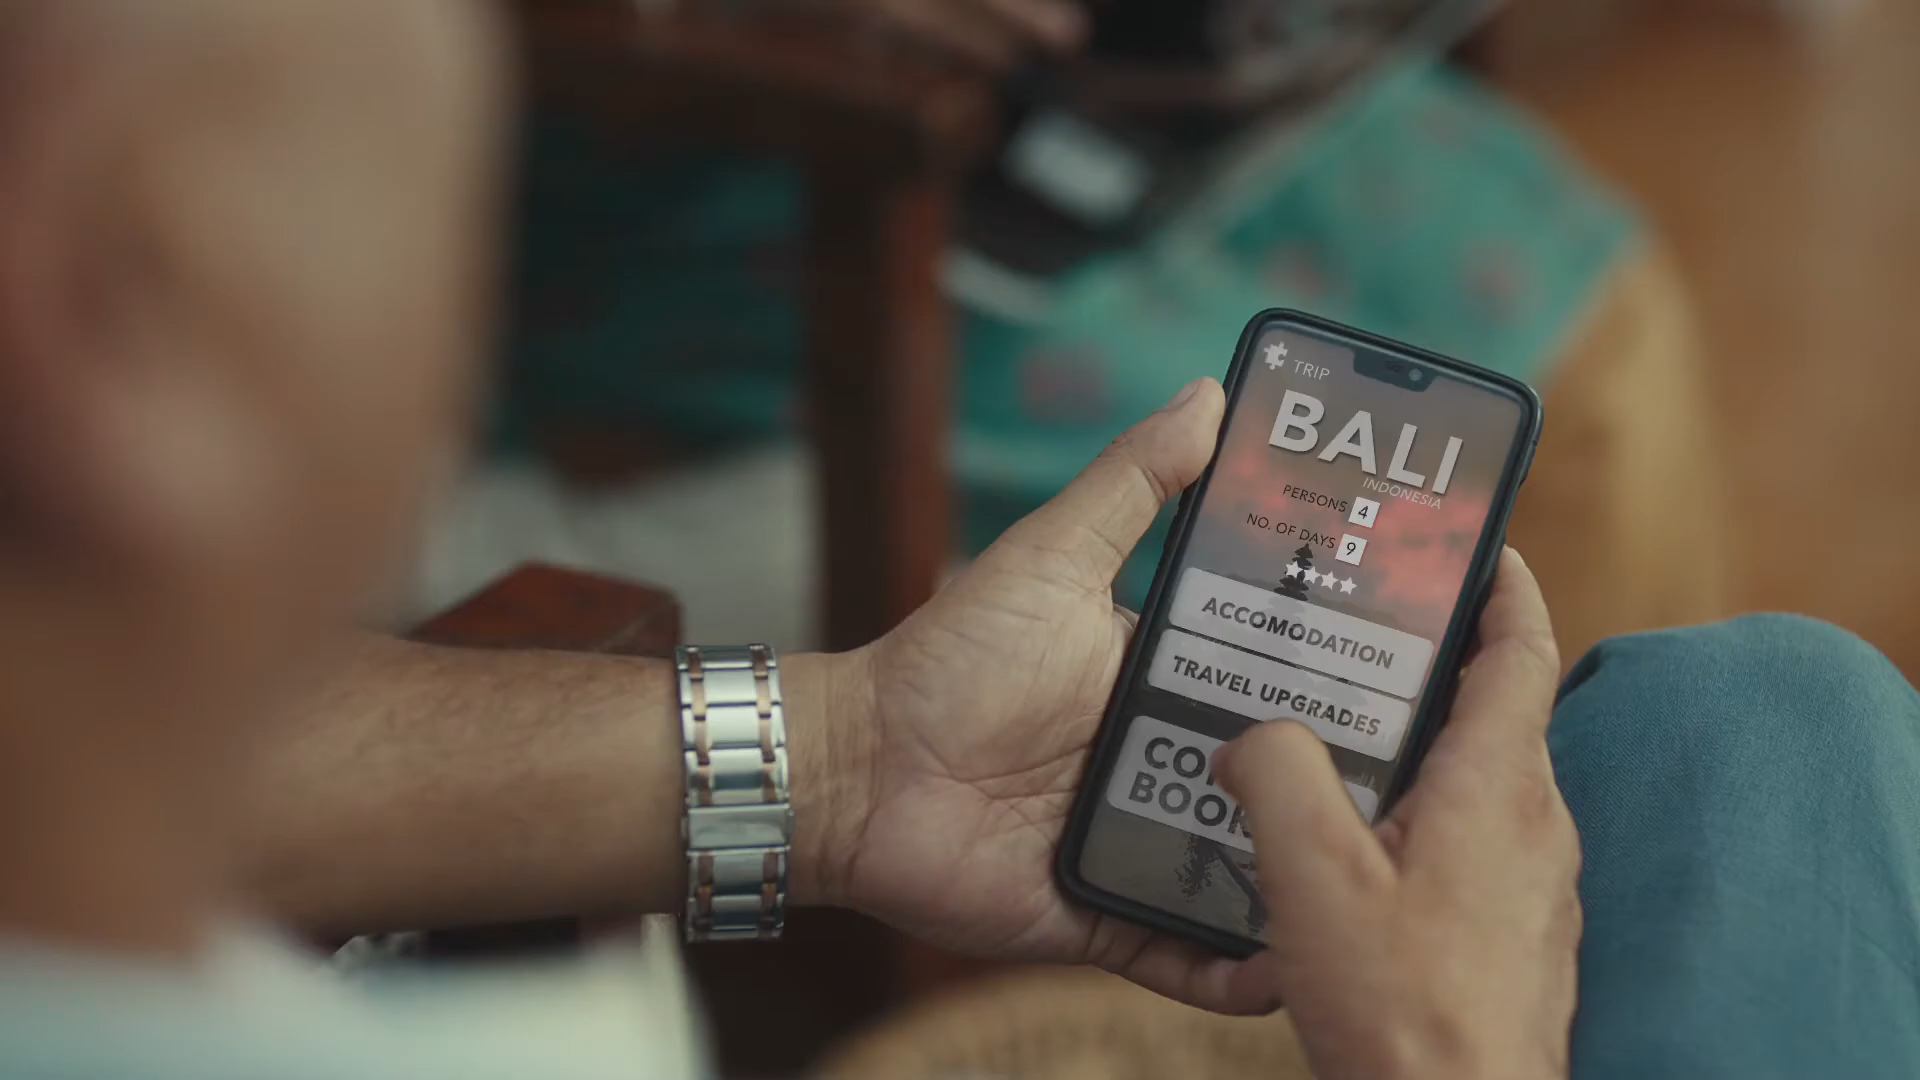 TRIP
BALI
INDONESIA
PERSONS 4
NO. OF DAYS 9
ACCOMODATION
TRAVEL UPGRADES